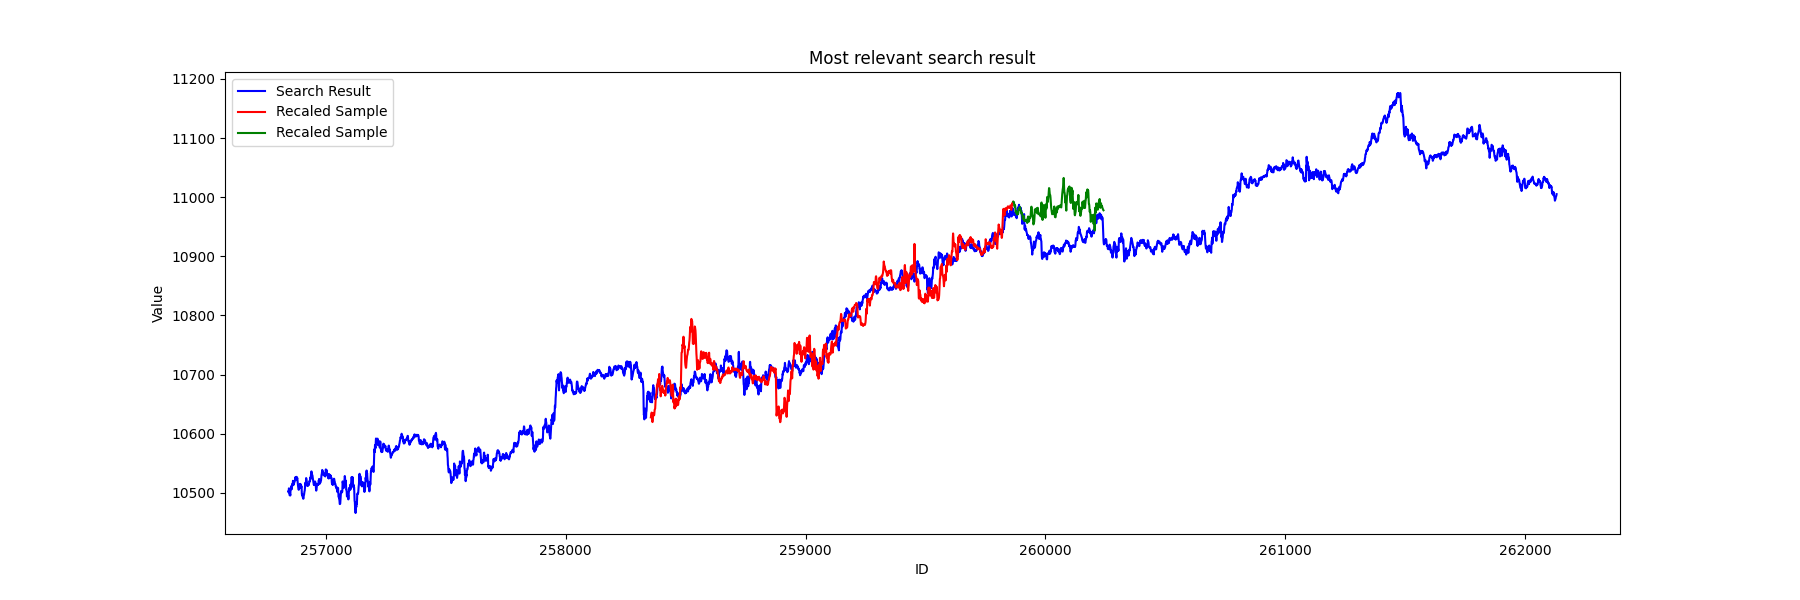 Most relevant search result
Search Result
Recaled Sample
Recaled Sample
11200
11100
11000
10900
10800
10700
10600
10500
Value
257000 258000 259000 260000 261000 262000
ID